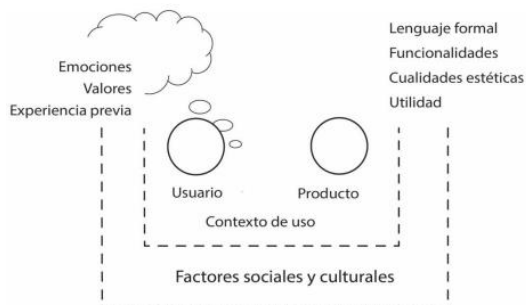 Emociones
Valores
Experiencia previa
Lenguaje formal
Funcionalidades
Cualidades estéticas
Utilidad
Usuario
Producto
Contexto de uso
Factores sociales y culturales